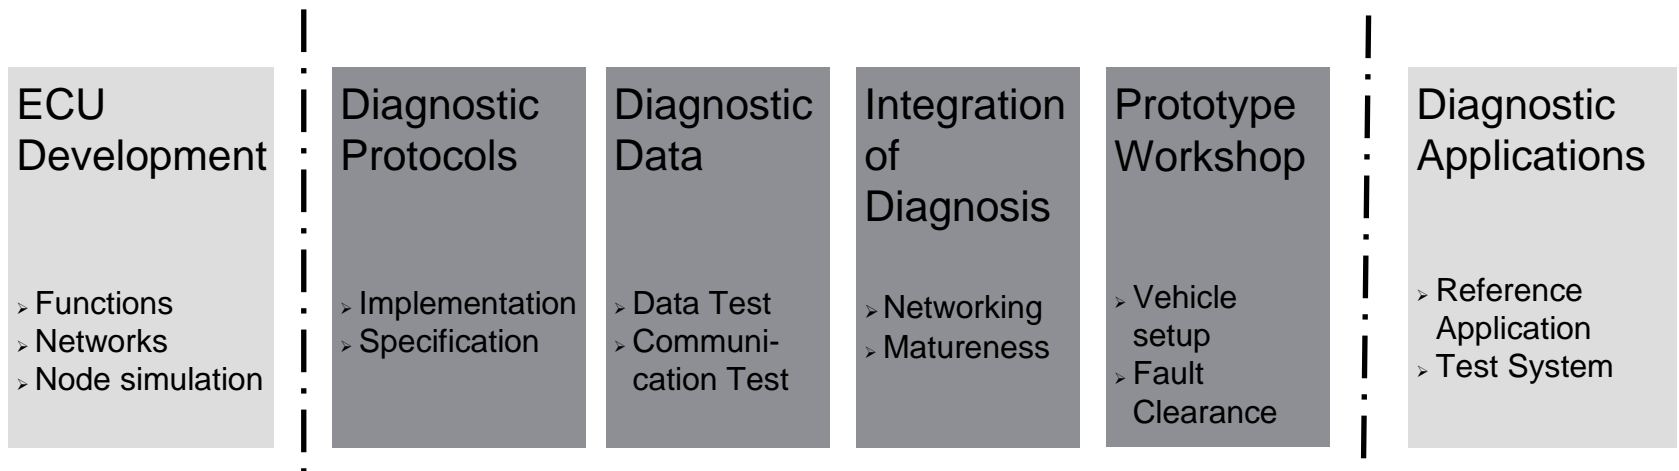 ECU
Development
➢ Functions
➢ Networks
➢ Node simulation
Diagnostic
Protocols
➢ Implementation
➢ Specification
Diagnostic
Data
➢ Data Test
➢ Communi-
cation Test
Integration
of
Diagnosis
➢ Networking
➢ Matureness
Prototype
Workshop
➢ Vehicle
setup
➢ Fault
Clearance
Diagnostic
Applications
➢ Reference
Application
➢ Test System